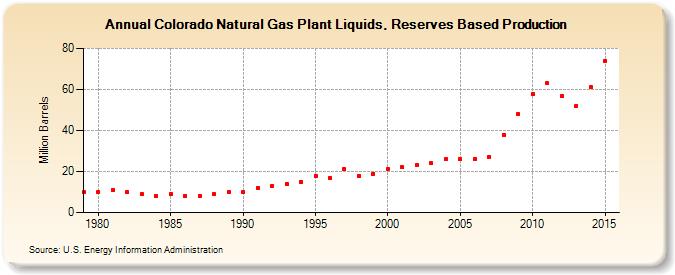 Annual Colorado Natural Gas Plant Liquids, Reserves Based Production
Million Barrels
80
60
40
20
0
1980 1985 1990 1995 2000 2005 2010 2015
Source: U.S. Energy Information Administration